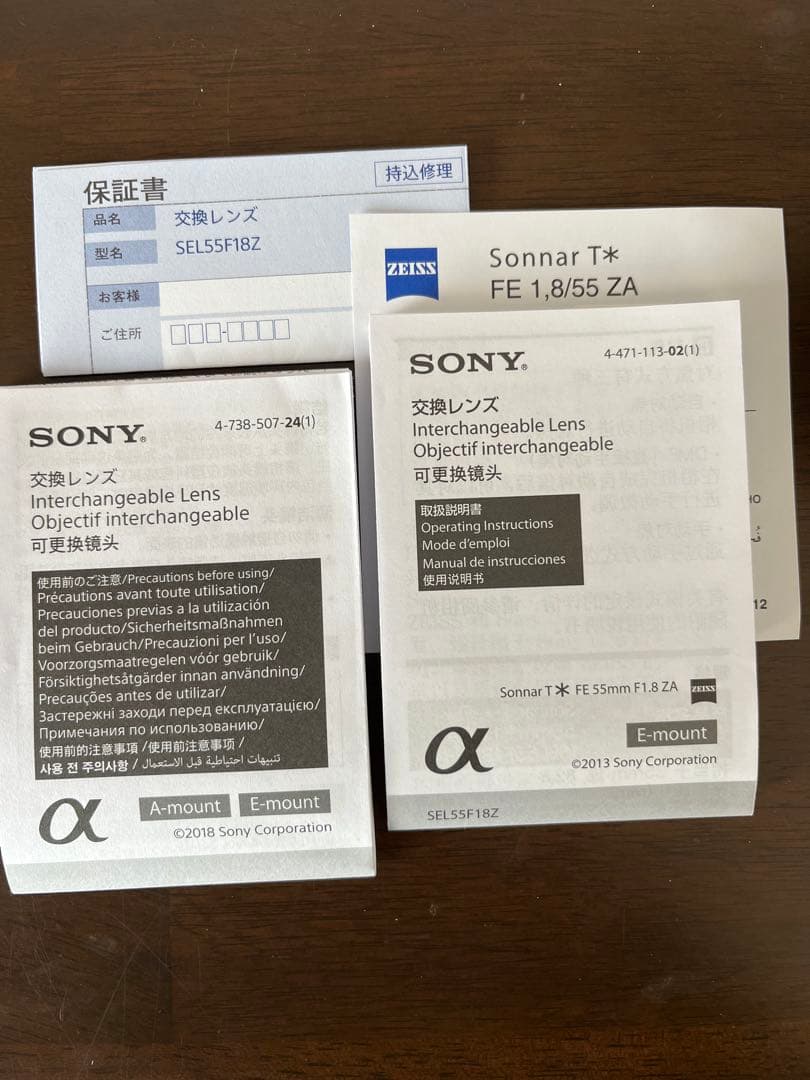 保証書
持込修理
品名 交換レンズ
型名 SEL55F18Z
お客様
ご住所
ZEISS
Sonnar T*
FE 1,8/55 ZA
12
SONY®
4-471-113-02(1)
交換レンズ
Interchangeable Lens
Objectif interchangeable
可更换镜头
取扱説明書
Operating Instructions
Mode d'emploi
Manual de instrucciones
使用说明书
Sonnar T* FE 55mm F1.8 ZA ZEISS
α
E-mount
©2013 Sony Corporation
SEL55F18Z
SONY®
4-738-507-24(1)
交換レンズ
Interchangeable Lens
Objectif interchangeable
可更换镜头
使用前のご注意/Precautions before using/
Précautions avant toute utilisation/
Precauciones previas a la utilización
del producto/Sicherheitsmaßnahmen
beim Gebrauch/Precauzioni per l'uso/
Voorzorgsmaatregelen vóór gebruik/
Försiktighetsåtgärder innan användning/
Precauções antes de utilizar/
Застережні заходи перед експлуатацією/
Примечания по использованию/
使用前的注意事项 /使用前注意事項 /
사용 전 주의사항 / تنبيهات احتياطية قبل الاستعمال
α
A-mount E-mount
©2018 Sony Corporation